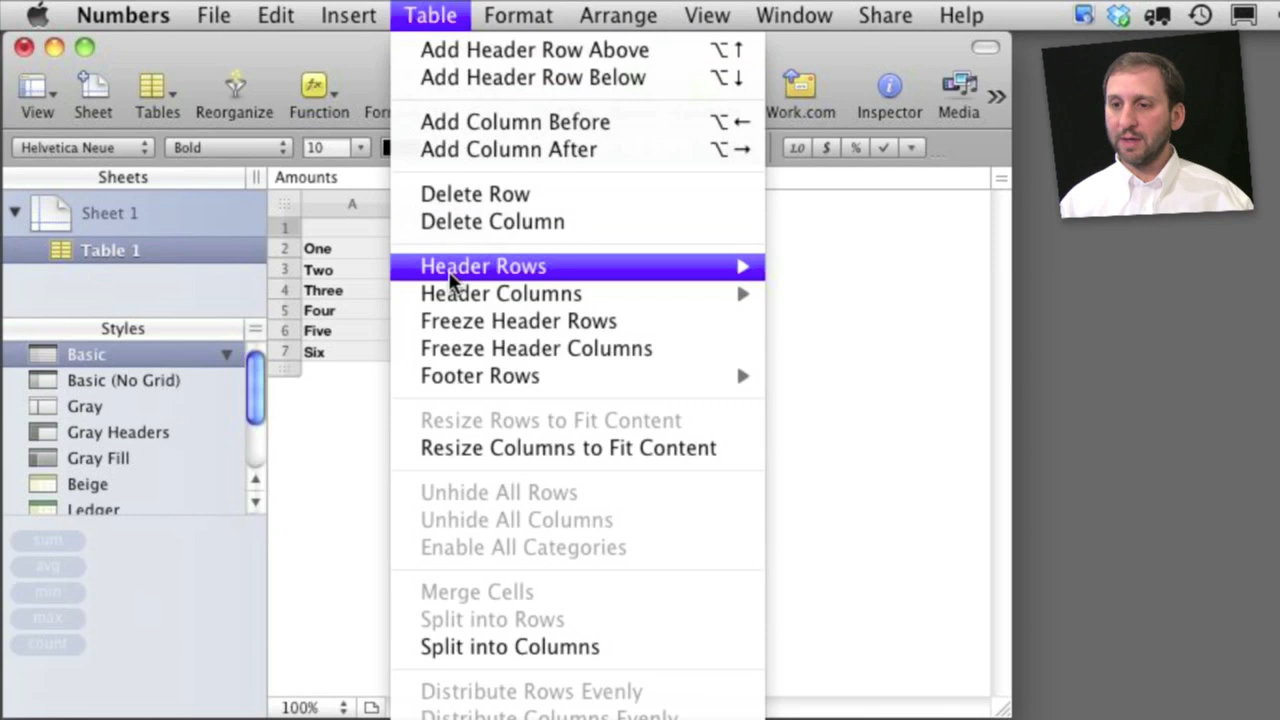 Numbers File Edit Insert Table Format Arrange View Window Share Help
View Sheet Tables Reorganize Function Work.com Inspector Media
Helvetica Neue Bold 10 1.0 $ %
Sheets Amounts
Sheet 1
Table 1
Styles
Basic
Basic (No Grid)
Gray
Gray Headers
Gray Fill
Beige
Ledger
sum
avg
min
max
count
A
1
2 One
3 Two
4 Three
5 Four
6 Five
7 Six
100%
Add Header Row Above ⌥↑
Add Header Row Below ⌥↓
Add Column Before ⌥←
Add Column After ⌥→
Delete Row
Delete Column
Header Rows
Header Columns
Freeze Header Rows
Freeze Header Columns
Footer Rows
Resize Rows to Fit Content
Resize Columns to Fit Content
Unhide All Rows
Unhide All Columns
Enable All Categories
Merge Cells
Split into Rows
Split into Columns
Distribute Rows Evenly
Distribute Columns Evenly